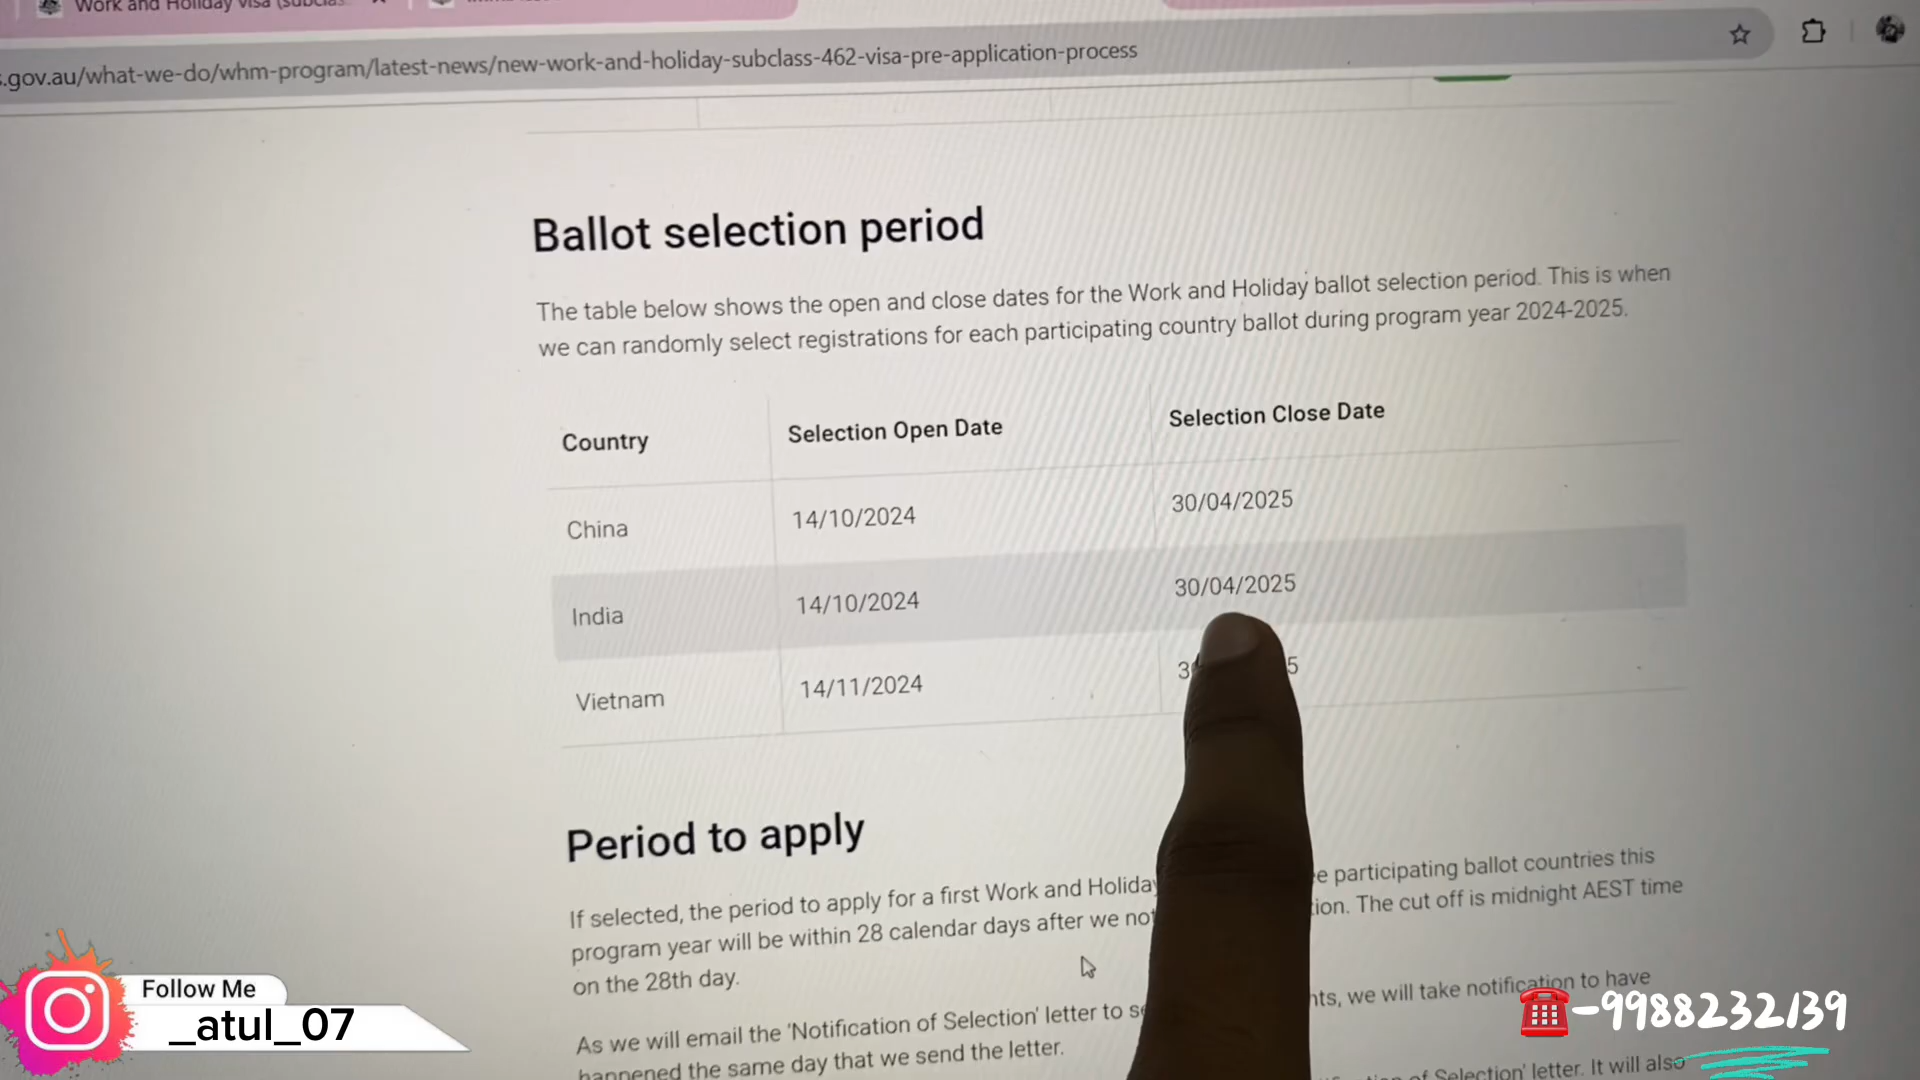 Work and Holiday visa (subclas
s.gov.au/what-we-do/whm-program/latest-news/new-work-and-holiday-subclass-462-visa-pre-application-process
Ballot selection period
The table below shows the open and close dates for the Work and Holiday ballot selection period. This is when
we can randomly select registrations for each participating country ballot during program year 2024-2025.
Country Selection Open Date Selection Close Date
China 14/10/2024 30/04/2025
India 14/10/2024 30/04/2025
Vietnam 14/11/2024
Period to apply
If selected, the period to apply for a first Work and Holiday participating ballot countries this
program year will be within 28 calendar days after we The cut off is midnight AEST time
on the 28th day.
As we will email the 'Notification of Selection' letter to we will take notification to have
happened the same day that we send the letter.
of Selection' letter. It will also
Follow Me
_atul_07
-9988232139